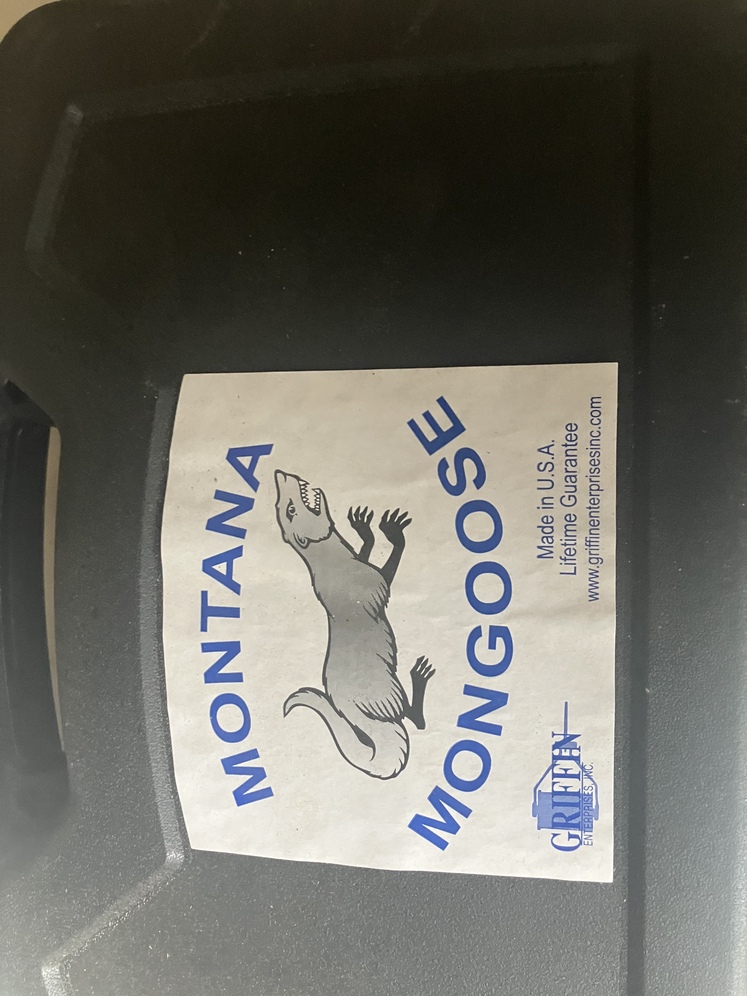 MONTANA
MONGOOSE
Made in U.S.A.
Lifetime Guarantee
www.griffinenterprisesinc.com
GRIFFIN
ENTERPRISES, INC.